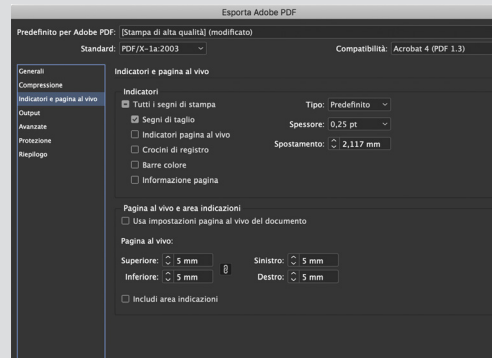 Esporta Adobe PDF
Predefinito per Adobe PDF: [Stampa di alta qualità] (modificato)
Standard: PDF/X-1a:2003 Compatibilità: Acrobat 4 (PDF 1.3)
Generali
Compressione
Indicatori e pagina al vivo
Output
Avanzate
Protezione
Riepilogo
Indicatori e pagina al vivo
Indicatori
Tutti i segni di stampa Tipo: Predefinito
Segni di taglio Spessore: 0,25 pt
Indicatori pagina al vivo Spostamento: 2,117 mm
Crocini di registro
Barre colore
Informazione pagina
Pagina al vivo e area indicazioni
Usa impostazioni pagina al vivo del documento
Pagina al vivo:
Superiore: 5 mm Sinistro: 5 mm
Inferiore: 5 mm Destro: 5 mm
Includi area indicazioni